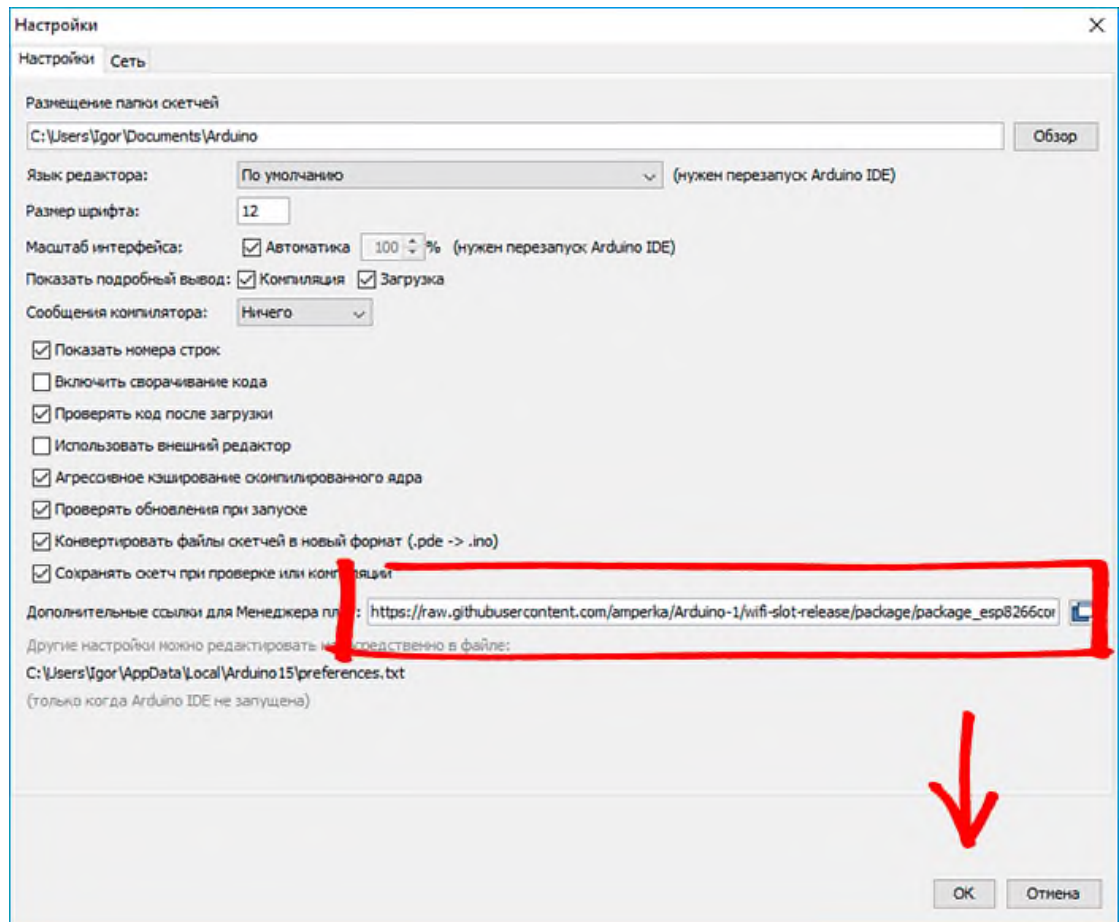 Настройки
Настройки Сеть
Размещение папки скетчей
C:\Users\Igor\Documents\Arduino Обзор
Язык редактора: По умолчанию (нужен перезапуск Arduino IDE)
Размер шрифта: 12
Масштаб интерфейса: Автоматика 100 % (нужен перезапуск Arduino IDE)
Показать подробный вывод: Компиляция Загрузка
Сообщения компилятора: Ничего
Показать номера строк
Включить сворачивание кода
Проверять код после загрузки
Использовать внешний редактор
Агрессивное кэширование скомпилированного ядра
Проверять обновления при запуске
Конвертировать файлы скетчей в новый формат (.pde -> .ino)
Сохранять скетч при проверке или компиляции
Дополнительные ссылки для Менеджера плат: https://raw.githubusercontent.com/amperka/Arduino-1/wifi-slot-release/package/package_esp8266cor
Другие настройки можно редактировать непосредственно в файле:
C:\Users\Igor\AppData\Local\Arduino15\preferences.txt
(только когда Arduino IDE не запущена)
OK Отмена